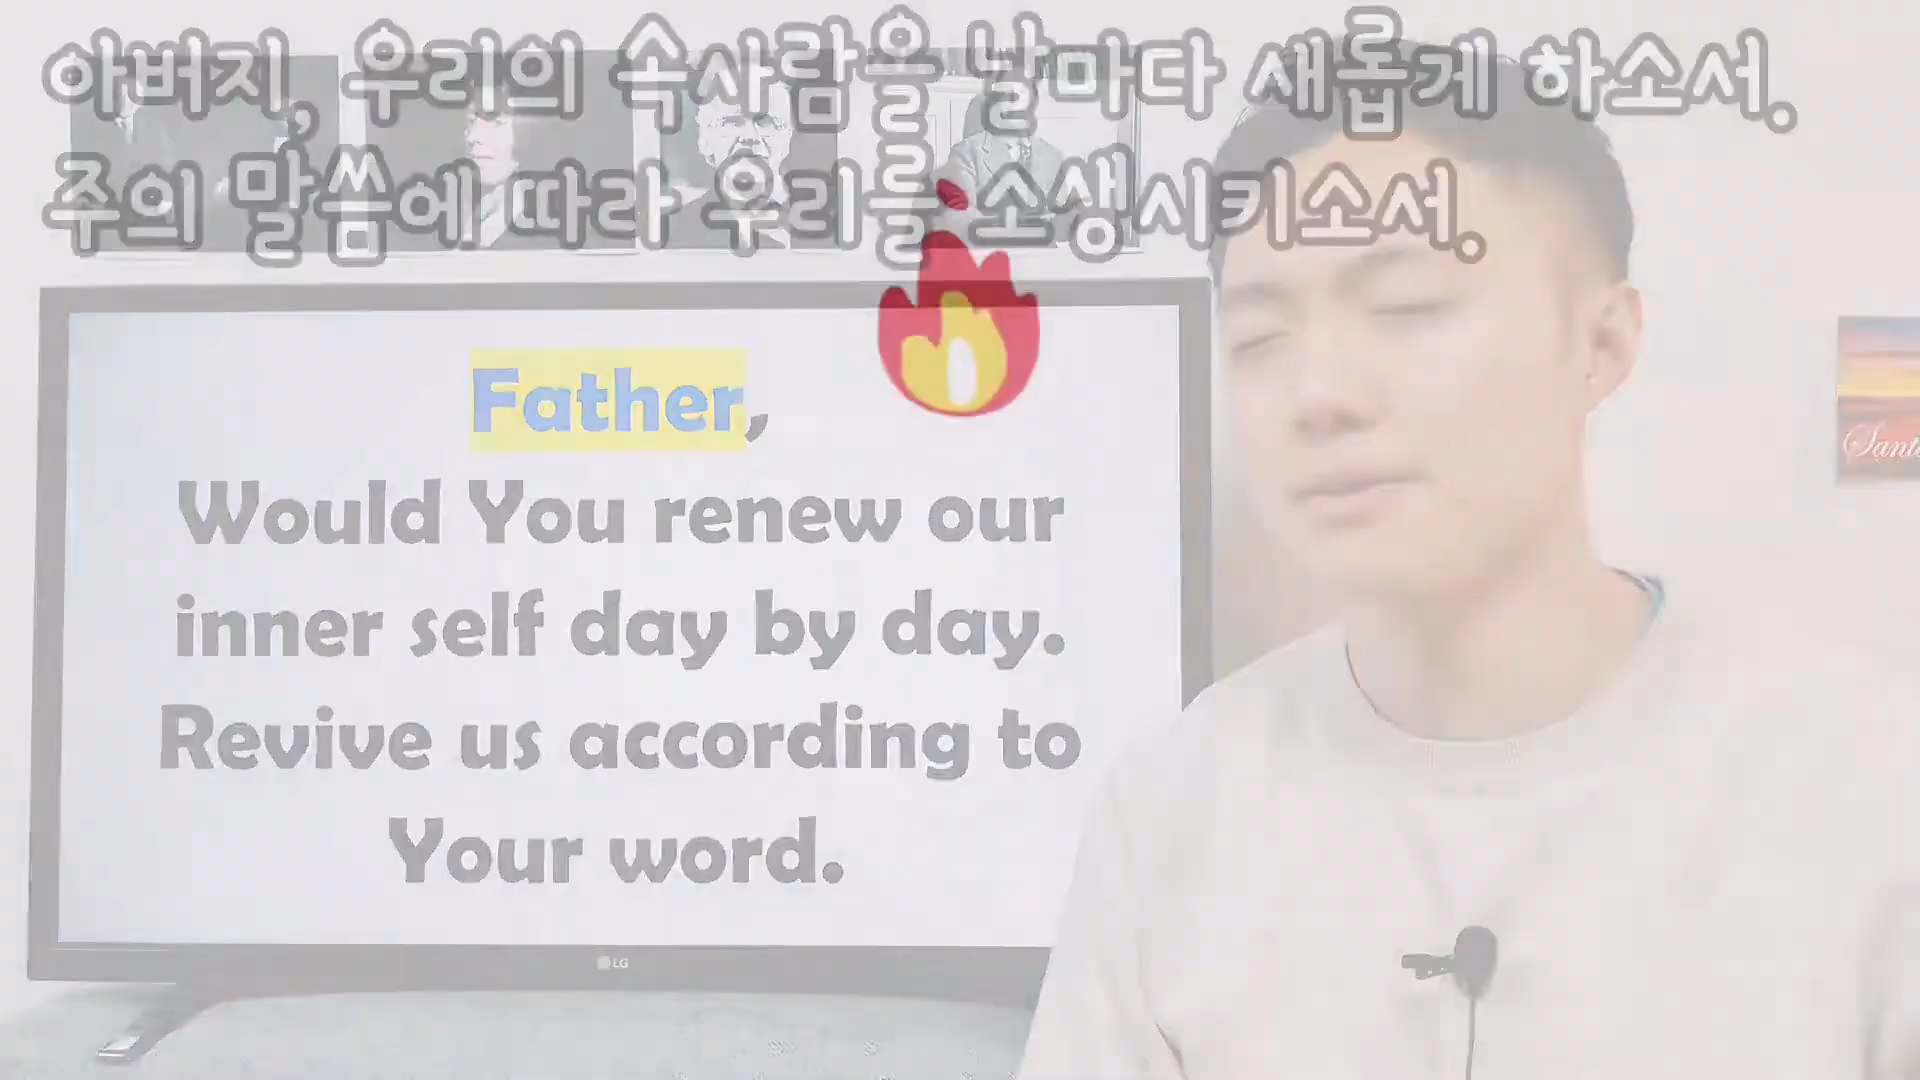 아버지, 우리의 속사람을 날마다 새롭게 하소서.
주의 말씀에 따라 우리를 소생시키소서.
Father,
Would You renew our
inner self day by day.
Revive us according to
Your word.
LG